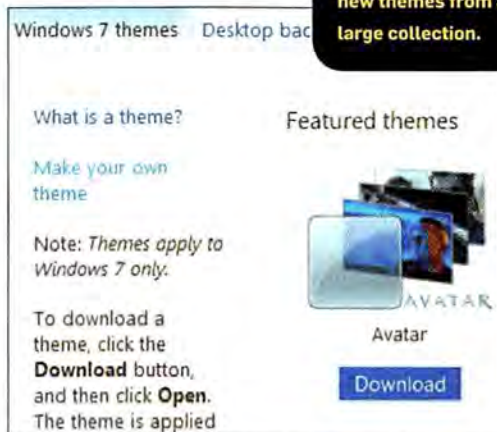 new themes from
large collection.
Windows 7 themes Desktop bac
What is a theme?
Make your own
theme
Note: Themes apply to
Windows 7 only.
To download a
theme, click the
Download button,
and then click Open.
The theme is applied
Featured themes
AVATAR
Avatar
Download